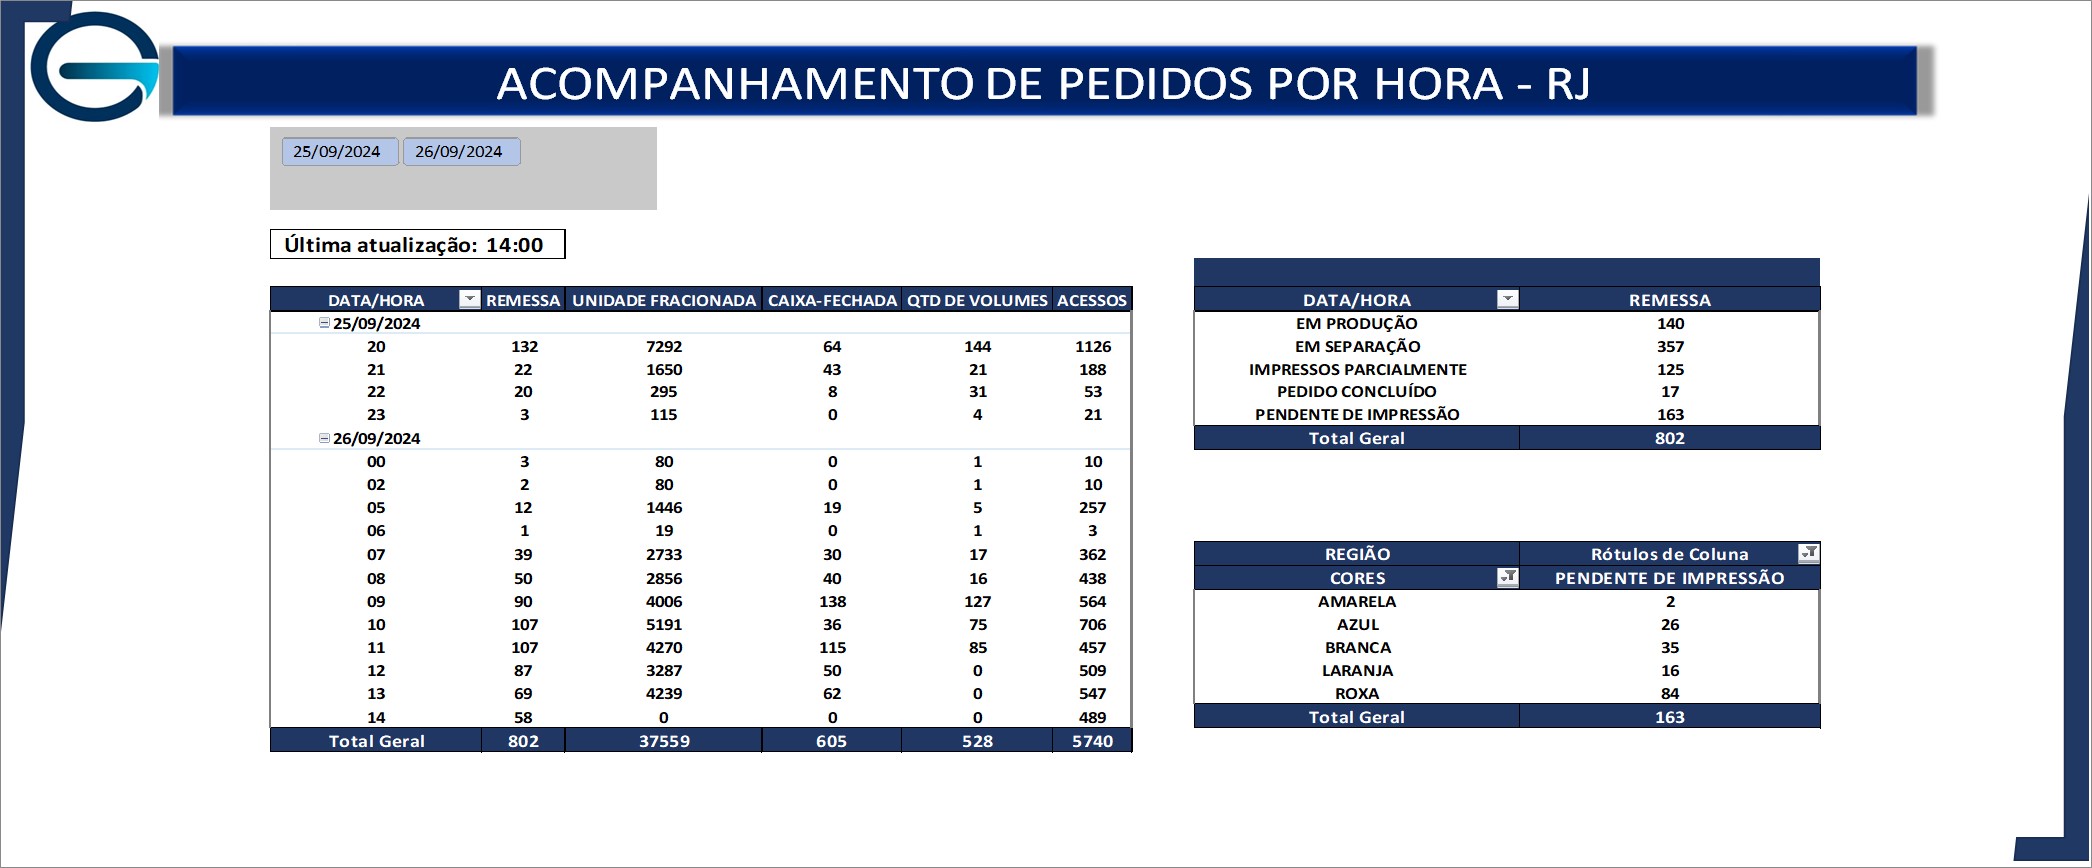 ACOMPANHAMENTO DE PEDIDOS POR HORA - RJ
25/09/2024 26/09/2024
Última atualização: 14:00
DATA/HORA REMESSA UNIDADE FRACIONADA CAIXA-FECHADA QTD DE VOLUMES ACESSOS
25/09/2024
20 132 7292 64 144 1126
21 22 1650 43 21 188
22 20 295 8 31 53
23 3 115 0 4 21
26/09/2024
00 3 80 0 1 10
02 2 80 0 1 10
05 12 1446 19 5 257
06 1 19 0 1 3
07 39 2733 30 17 362
08 50 2856 40 16 438
09 90 4006 138 127 564
10 107 5191 36 75 706
11 107 4270 115 85 457
12 87 3287 50 0 509
13 69 4239 62 0 547
14 58 0 0 0 489
Total Geral 802 37559 605 528 5740
DATA/HORA REMESSA
EM PRODUÇÃO 140
EM SEPARAÇÃO 357
IMPRESSOS PARCIALMENTE 125
PEDIDO CONCLUÍDO 17
PENDENTE DE IMPRESSÃO 163
Total Geral 802
REGIÃO Rótulos de Coluna
CORES PENDENTE DE IMPRESSÃO
AMARELA 2
AZUL 26
BRANCA 35
LARANJA 16
ROXA 84
Total Geral 163